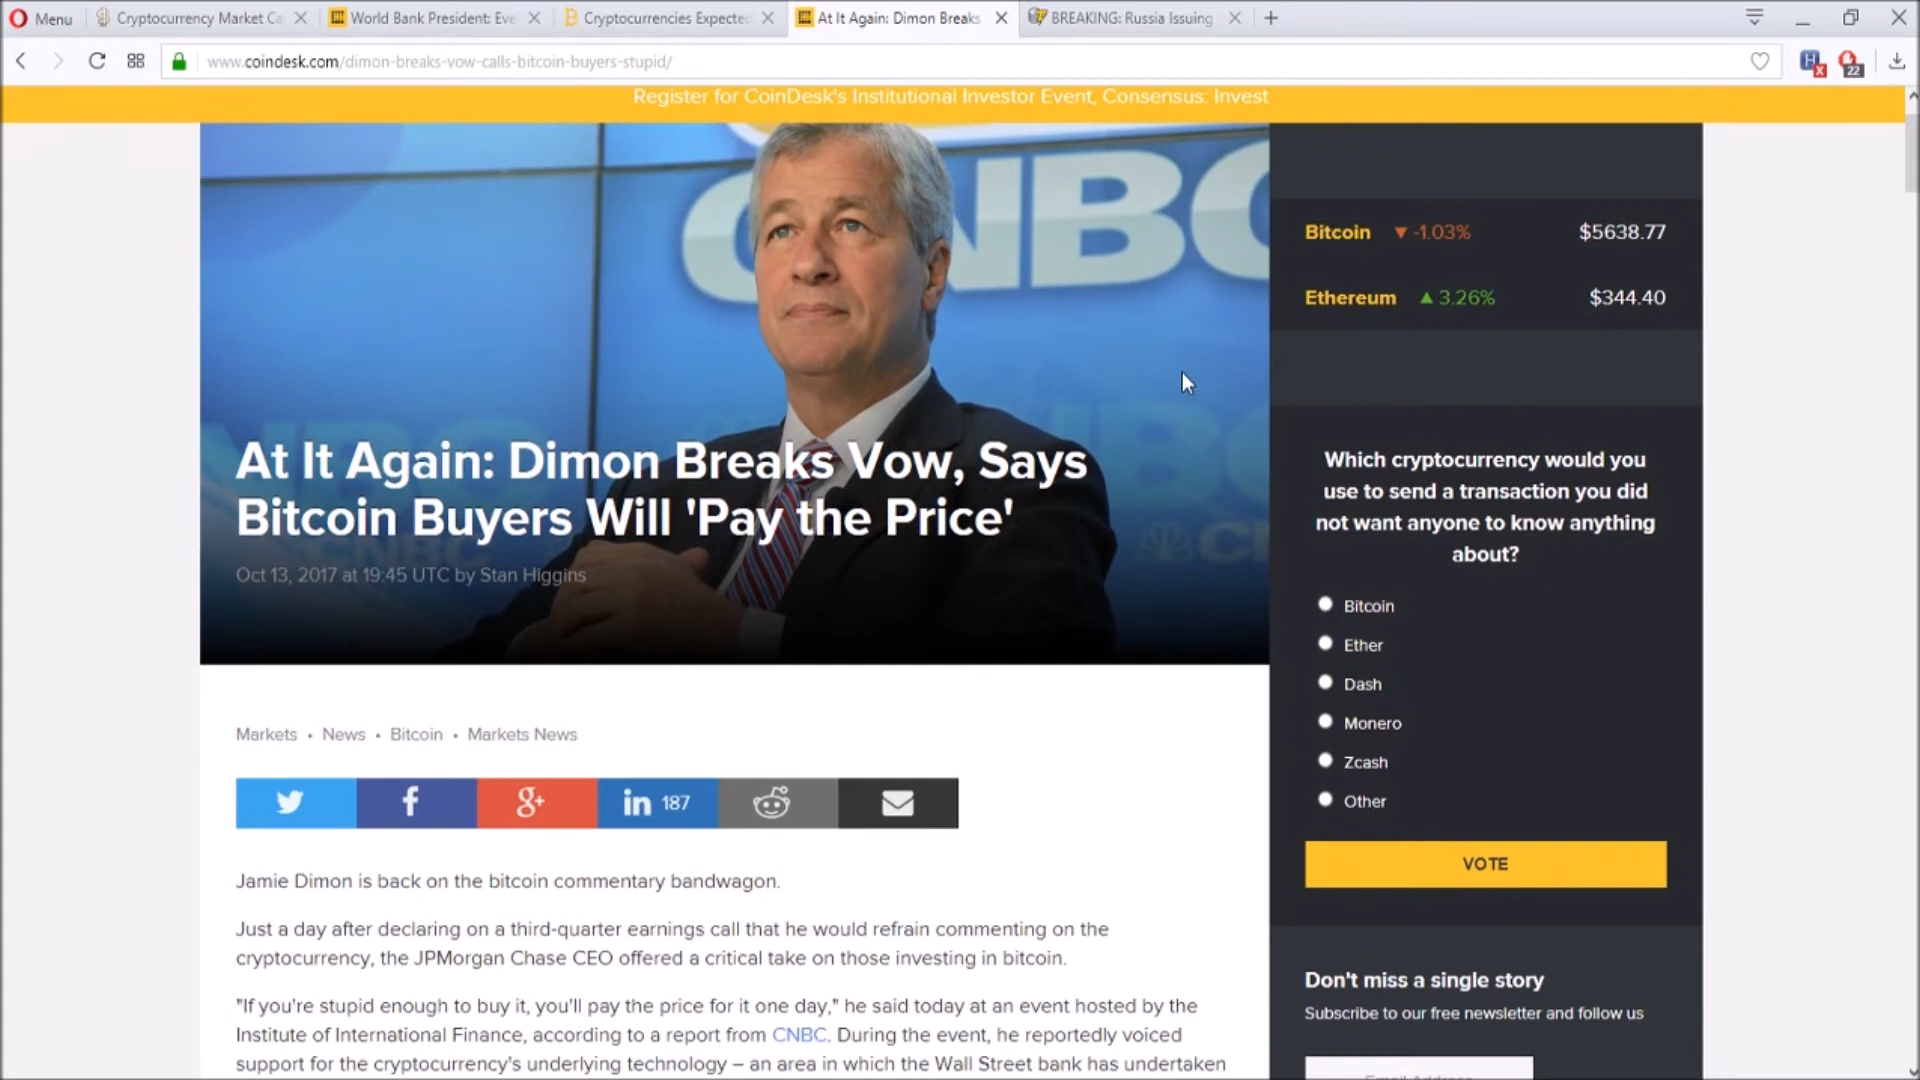 Menu
Cryptocurrency Market Ca
World Bank President: Eve
Cryptocurrencies Expected
At It Again: Dimon Breaks
BREAKING: Russia Issuing
www.coindesk.com/dimon-breaks-vow-calls-bitcoin-buyers-stupid/
22
Register for CoinDesk's Institutional Investor Event, Consensus: Invest
CNBC
At It Again: Dimon Breaks Vow, Says
Bitcoin Buyers Will 'Pay the Price'
Oct 13, 2017 at 19:45 UTC by Stan Higgins
Markets • News • Bitcoin • Markets News
in 187
Jamie Dimon is back on the bitcoin commentary bandwagon.
Just a day after declaring on a third-quarter earnings call that he would refrain commenting on the
cryptocurrency, the JPMorgan Chase CEO offered a critical take on those investing in bitcoin.
"If you're stupid enough to buy it, you'll pay the price for it one day," he said today at an event hosted by the
Institute of International Finance, according to a report from CNBC. During the event, he reportedly voiced
support for the cryptocurrency's underlying technology – an area in which the Wall Street bank has undertaken
Bitcoin ▼ -1.03% $5638.77
Ethereum ▲ 3.26% $344.40
Which cryptocurrency would you
use to send a transaction you did
not want anyone to know anything
about?
Bitcoin
Ether
Dash
Monero
Zcash
Other
VOTE
Don't miss a single story
Subscribe to our free newsletter and follow us